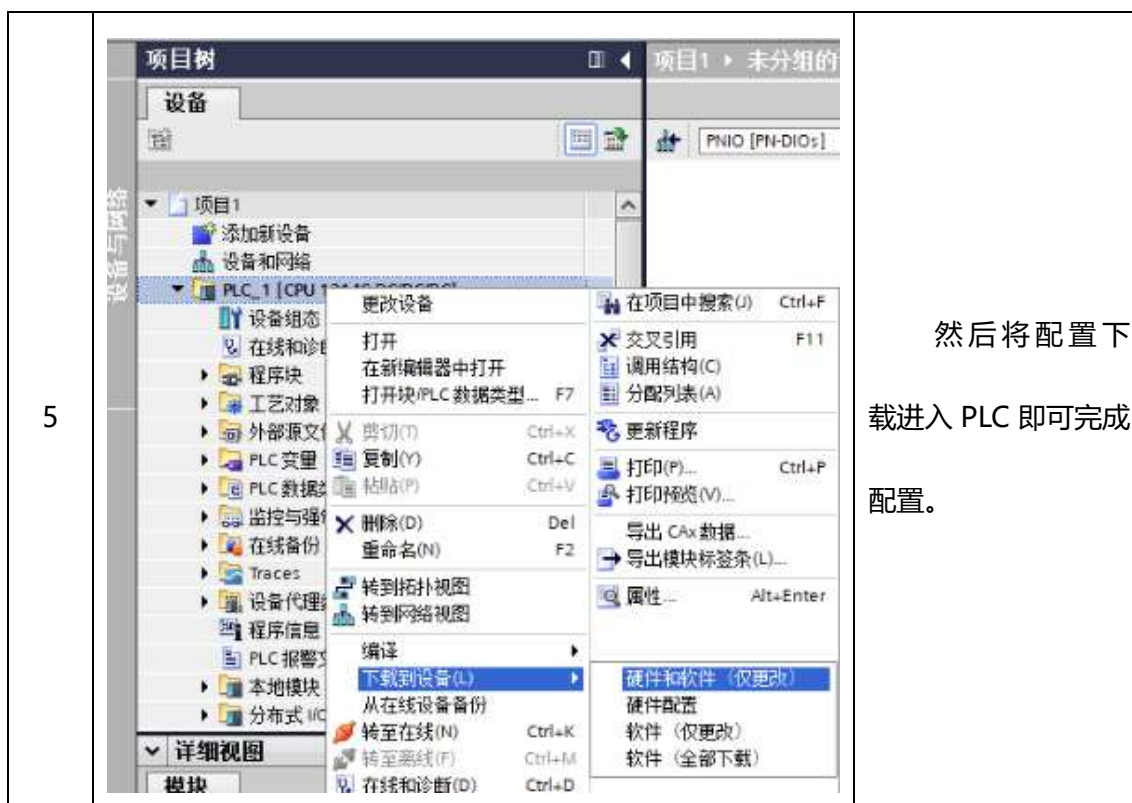 5
项目树
设备
项目1
添加新设备
设备和网络
PLC_1 [CPU 1
设备组态
在线和诊
程序块
工艺对象
外部源文
PLC变量
PLC 数据
监控与强
在线备份
Traces
设备代理
程序信息
PLC 报警
本地模块
分布式 I/O
详细视图
模块
项目1 ▸ 未分组的
PNIO [PN-DIOs]
设备与网络
更改设备
打开
在新编辑器中打开
打开块/PLC 数据类型... F7
剪切(T) Ctrl+X
复制(Y) Ctrl+C
粘贴(P) Ctrl+V
删除(D) Del
重命名(N) F2
转到拓扑视图
转到网络视图
编译
下载到设备(L)
从在线设备备份
转至在线(N) Ctrl+K
转至离线(F) Ctrl+M
在线和诊断(D) Ctrl+D
在项目中搜索(J) Ctrl+F
交叉引用 F11
调用结构(C)
分配列表(A)
更新程序
打印(P)... Ctrl+P
打印预览(V)...
导出 CAx 数据...
导出模块标签条(L)...
属性... Alt+Enter
硬件和软件（仅更改）
硬件配置
软件（仅更改）
软件（全部下载）
然后将配置下
载进入 PLC 即可完成
配置。